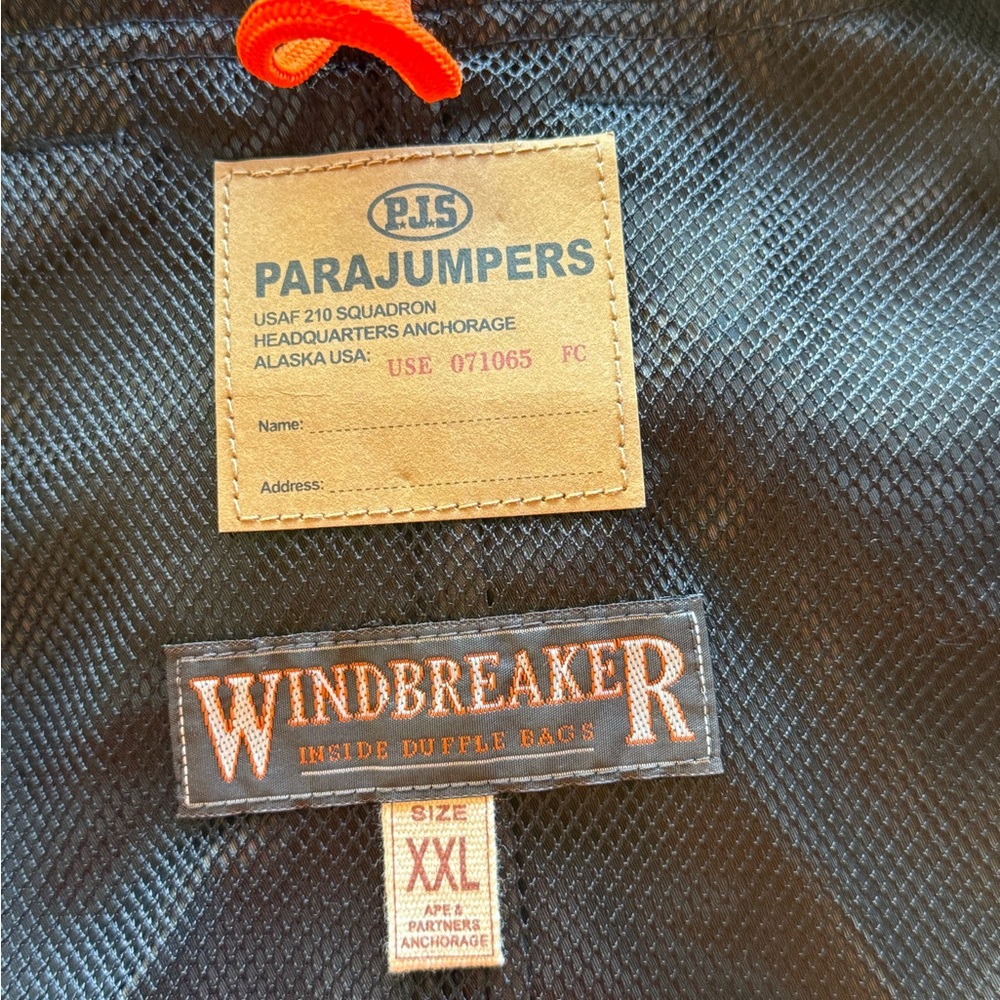 P.J.S
PARAJUMPERS
USAF 210 SQUADRON
HEADQUARTERS ANCHORAGE
ALASKA USA: USE 071065 FC
Name:
Address:
WINDBREAKER
INSIDE DUFFLE BAGS
SIZE
XXL
APE &
PARTNERS
ANCHORAGE